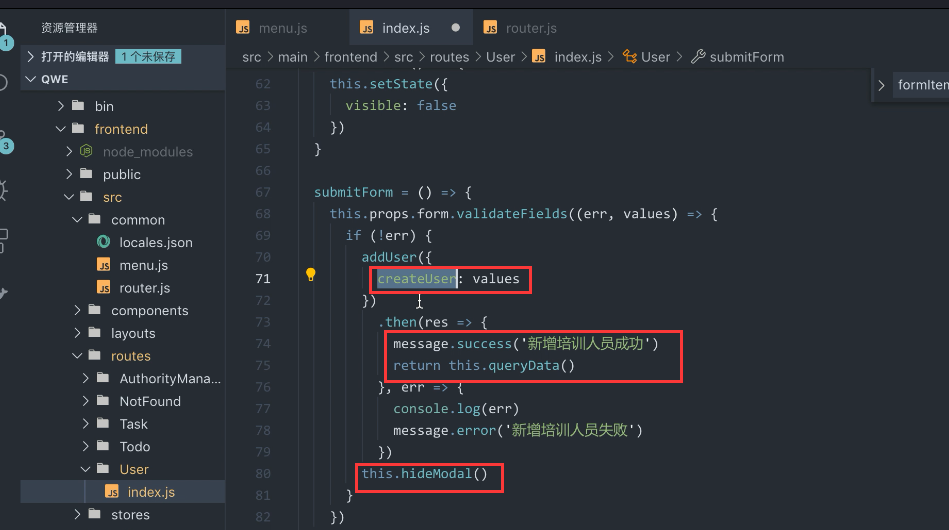 资源管理器
menu.js
index.js
router.js
打开的编辑器 1 个未保存
src > main > frontend > src > routes > User > index.js > User > submitForm
QWE
1
bin
frontend
node_modules
public
src
common
locales.json
menu.js
router.js
components
layouts
routes
AuthorityMana...
NotFound
Task
Todo
User
index.js
stores
3
62 this.setState({
63 visible: false
64 })
65 }
66
67 submitForm = () => {
68 this.props.form.validateFields((err, values) => {
69 if (!err) {
70 addUser({
71 createUser: values
72 })
73 .then(res => {
74 message.success('新增培训人员成功')
75 return this.queryData()
76 }, err => {
77 console.log(err)
78 message.error('新增培训人员失败')
79 })
80 this.hideModal()
81 }
82 })